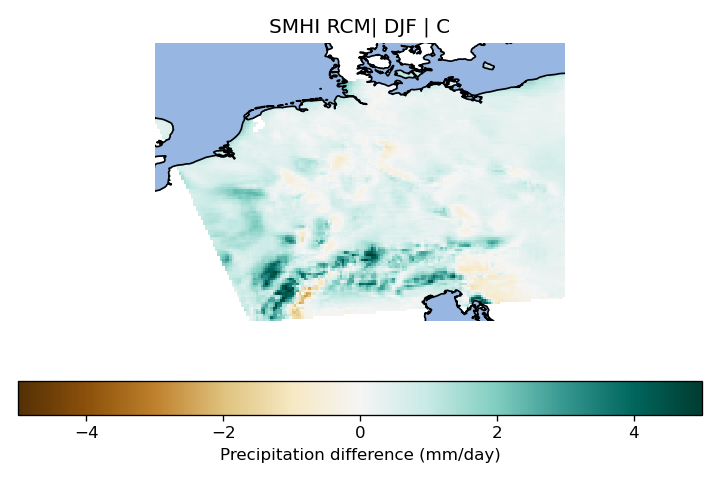 SMHI RCM| DJF | C
−4 −2 0 2 4
Precipitation difference (mm/day)